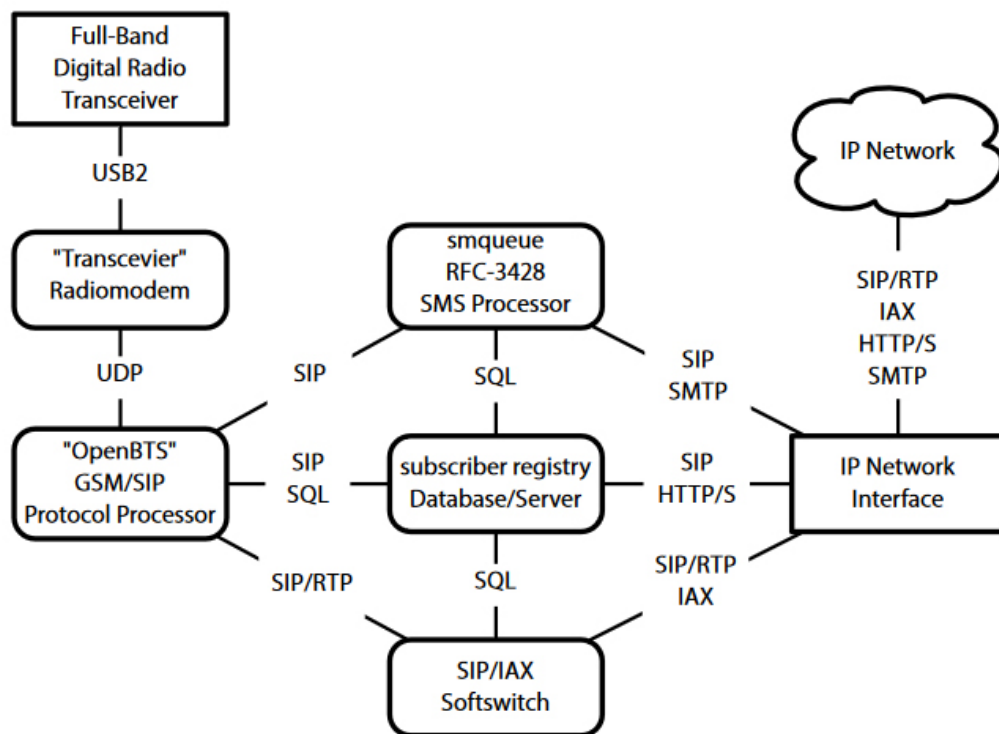 Full-Band
Digital Radio
Transceiver
USB2
"Transcevier"
Radiomodem
UDP
"OpenBTS"
GSM/SIP
Protocol Processor
SIP
SIP
SQL
SIP/RTP
smqueue
RFC-3428
SMS Processor
SQL
subscriber registry
Database/Server
SQL
SIP/IAX
Softswitch
SIP
SMTP
SIP
HTTP/S
SIP/RTP
IAX
IP Network
SIP/RTP
IAX
HTTP/S
SMTP
IP Network
Interface